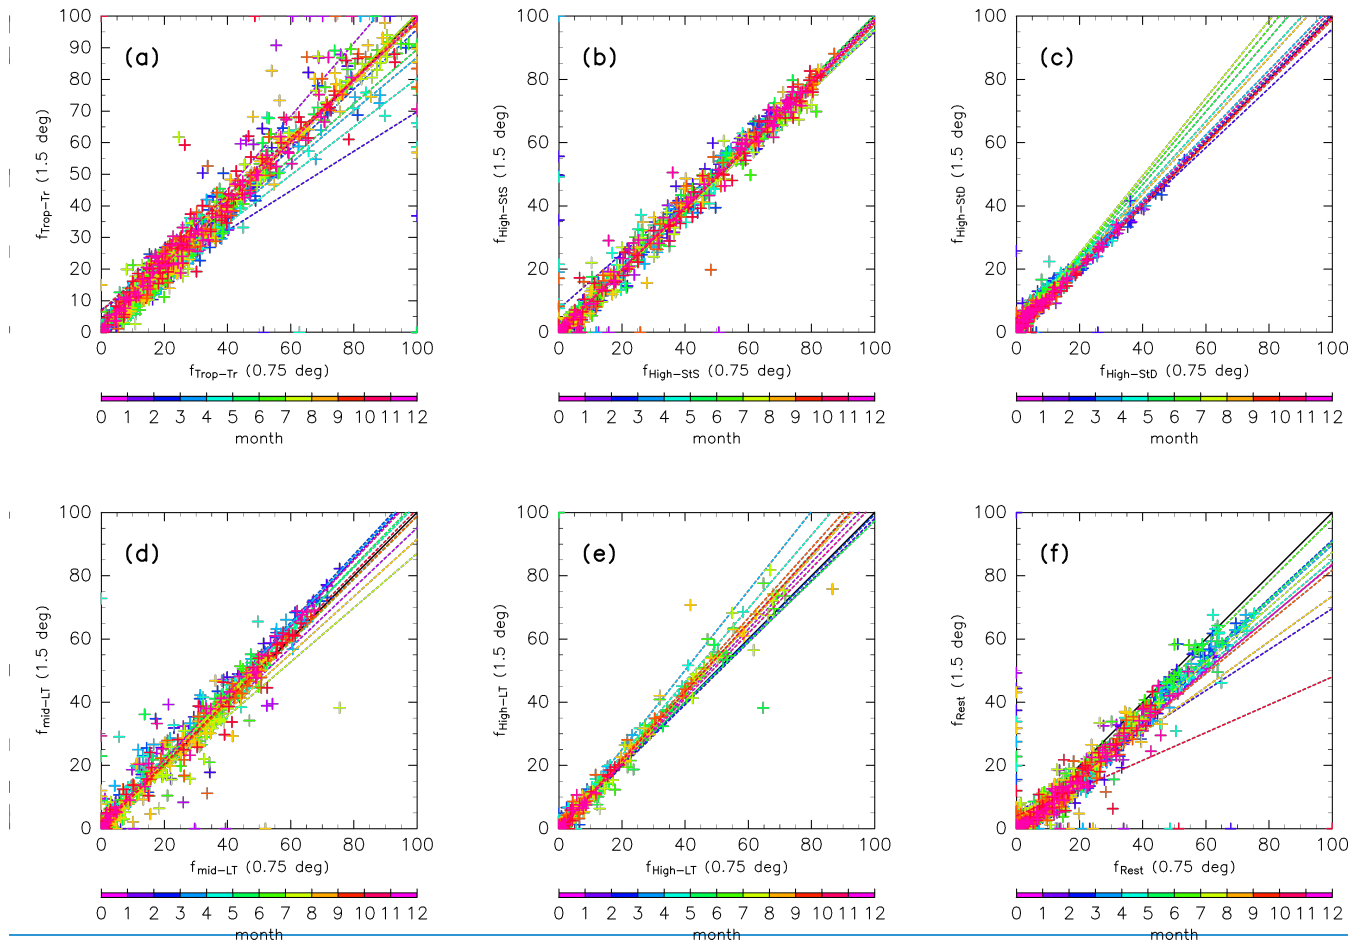 (a)
100
90
80
70
60
50
40
30
20
10
0
f_Trop-Tr (1.5 deg)
0 20 40 60 80 100
f_Trop-Tr (0.75 deg)
0 1 2 3 4 5 6 7 8 9 10 11 12
month
(b)
100
80
60
40
20
0
f_High-StS (1.5 deg)
0 20 40 60 80 100
f_High-StS (0.75 deg)
0 1 2 3 4 5 6 7 8 9 10 11 12
month
(c)
100
80
60
40
20
0
f_High-StD (1.5 deg)
0 20 40 60 80 100
f_High-StD (0.75 deg)
0 1 2 3 4 5 6 7 8 9 10 11 12
month
(d)
100
80
60
40
20
0
f_mid-LT (1.5 deg)
0 20 40 60 80 100
f_mid-LT (0.75 deg)
0 1 2 3 4 5 6 7 8 9 10 11 12
month
(e)
100
80
60
40
20
0
f_High-LT (1.5 deg)
0 20 40 60 80 100
f_High-LT (0.75 deg)
0 1 2 3 4 5 6 7 8 9 10 11 12
month
(f)
100
80
60
40
20
0
f_Rest (1.5 deg)
0 20 40 60 80 100
f_Rest (0.75 deg)
0 1 2 3 4 5 6 7 8 9 10 11 12
month